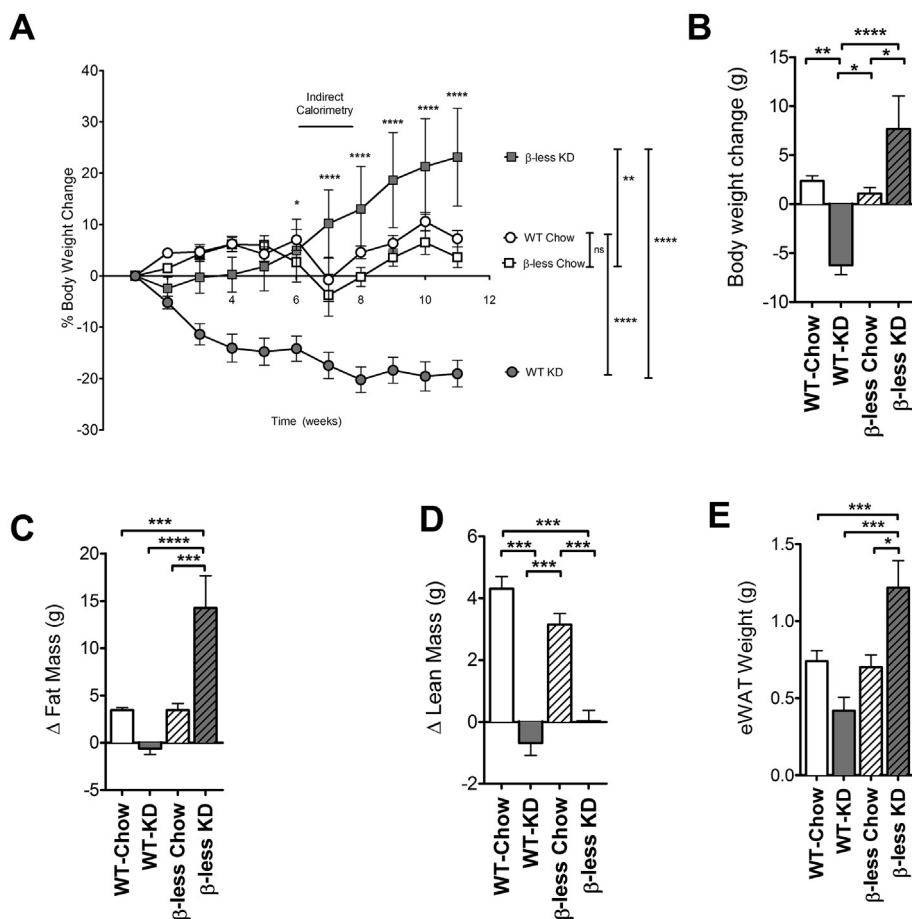 A
% Body Weight Change
40
30
20
10
0
-10
-20
-30
4
6
8
10
12
Time (weeks)
Indirect
Calorimetry
*
****
****
****
****
****
β-less KD
WT Chow
β-less Chow
WT KD
ns
**
****
****
B
Body weight change (g)
15
10
5
0
-5
-10
**
****
*
*
WT-Chow
WT-KD
β-less Chow
β-less KD
C
Δ Fat Mass (g)
20
15
10
5
0
-5
***
****
***
WT-Chow
WT-KD
β-less Chow
β-less KD
D
Δ Lean Mass (g)
6
4
2
0
-2
***
***
***
***
WT-Chow
WT-KD
β-less Chow
β-less KD
E
eWAT Weight (g)
1.5
1.0
0.5
0.0
***
***
*
WT-Chow
WT-KD
β-less Chow
β-less KD